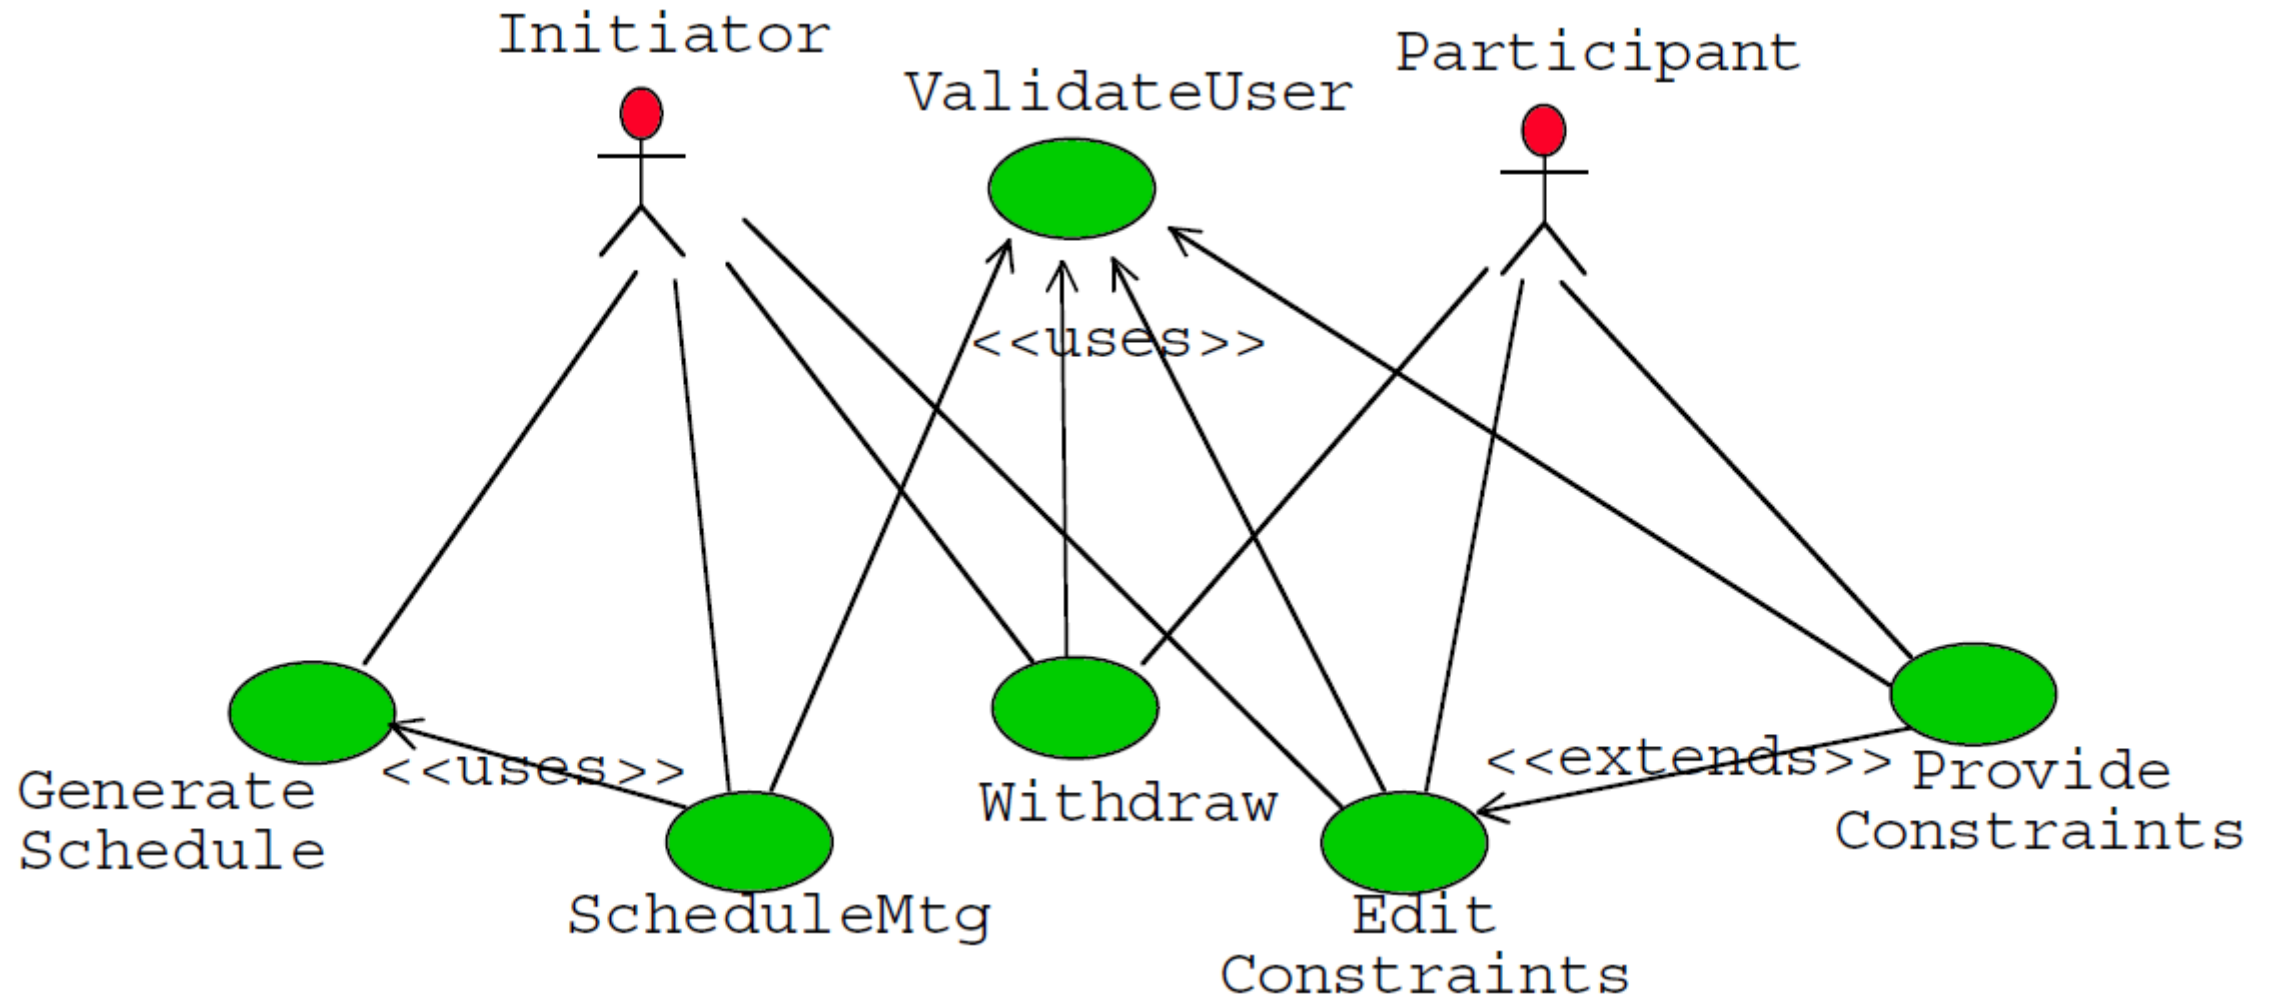 Initiator
Participant
ValidateUser
<<uses>>
<<uses>>
<<extends>>
Generate
Schedule
ScheduleMtg
Withdraw
Edit
Constraints
Provide
Constraints